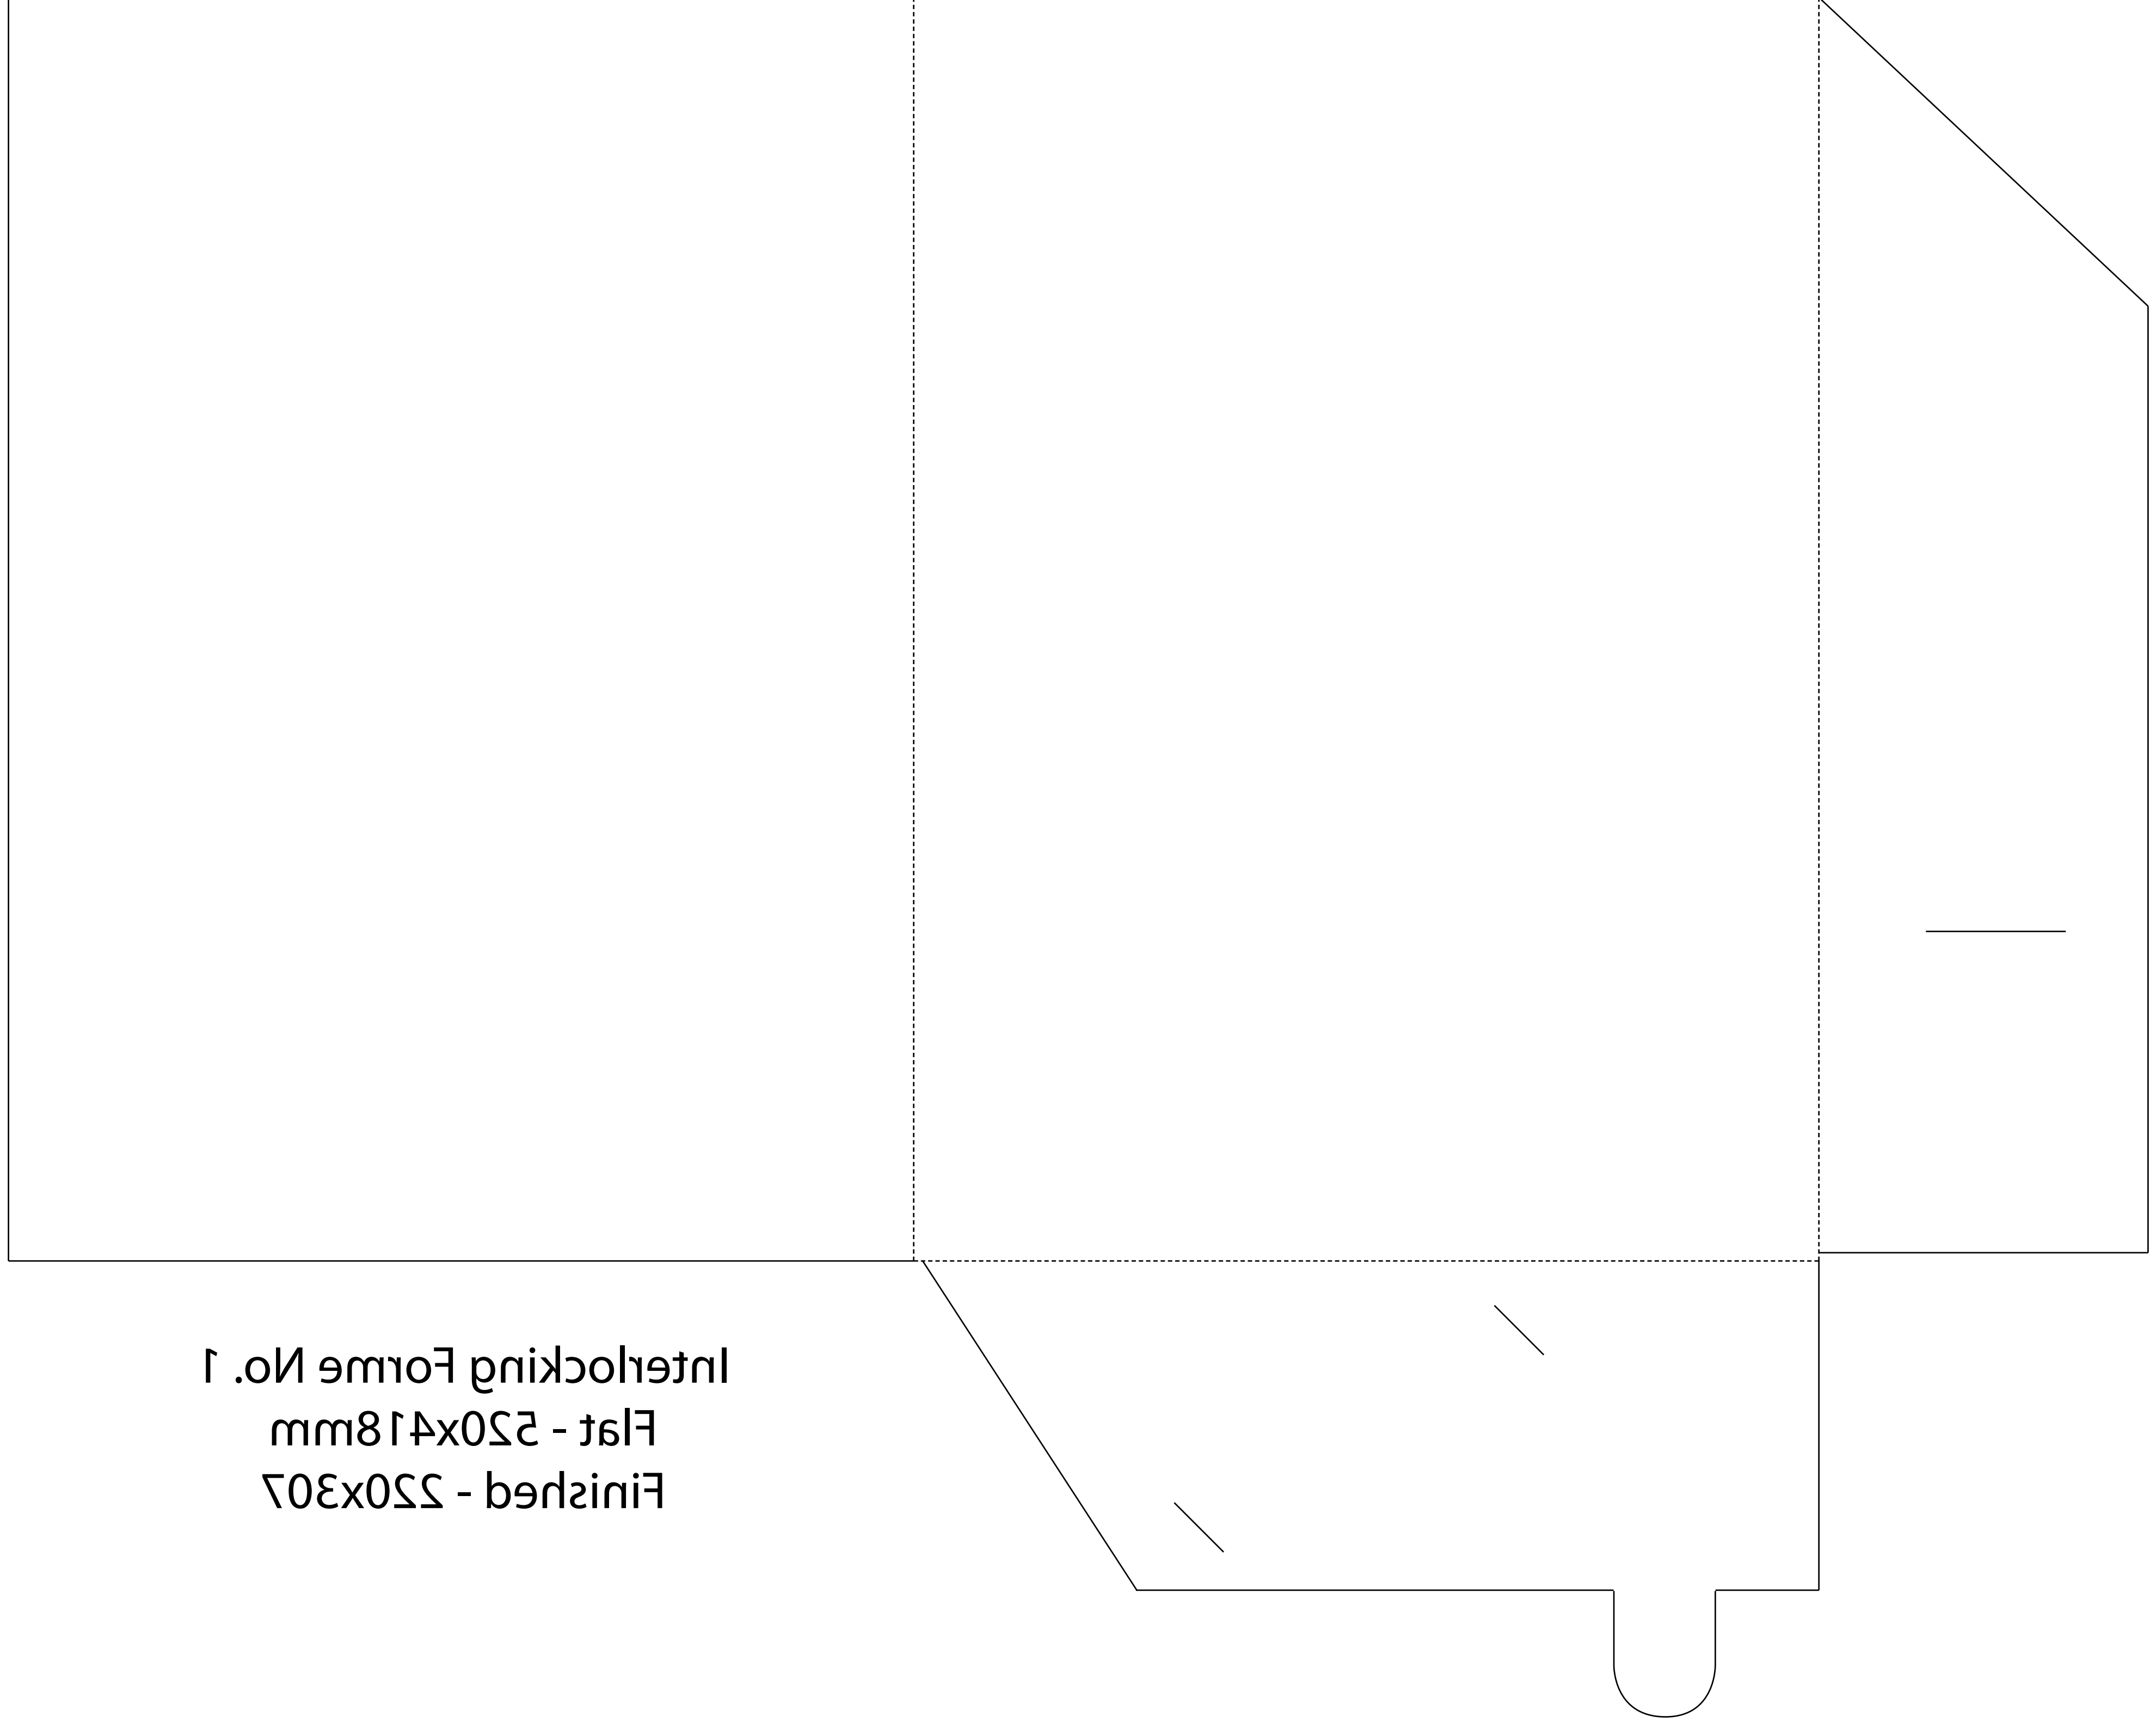 Interlocking Forme No. 1
Flat - 520x418mm
Finished - 220x307